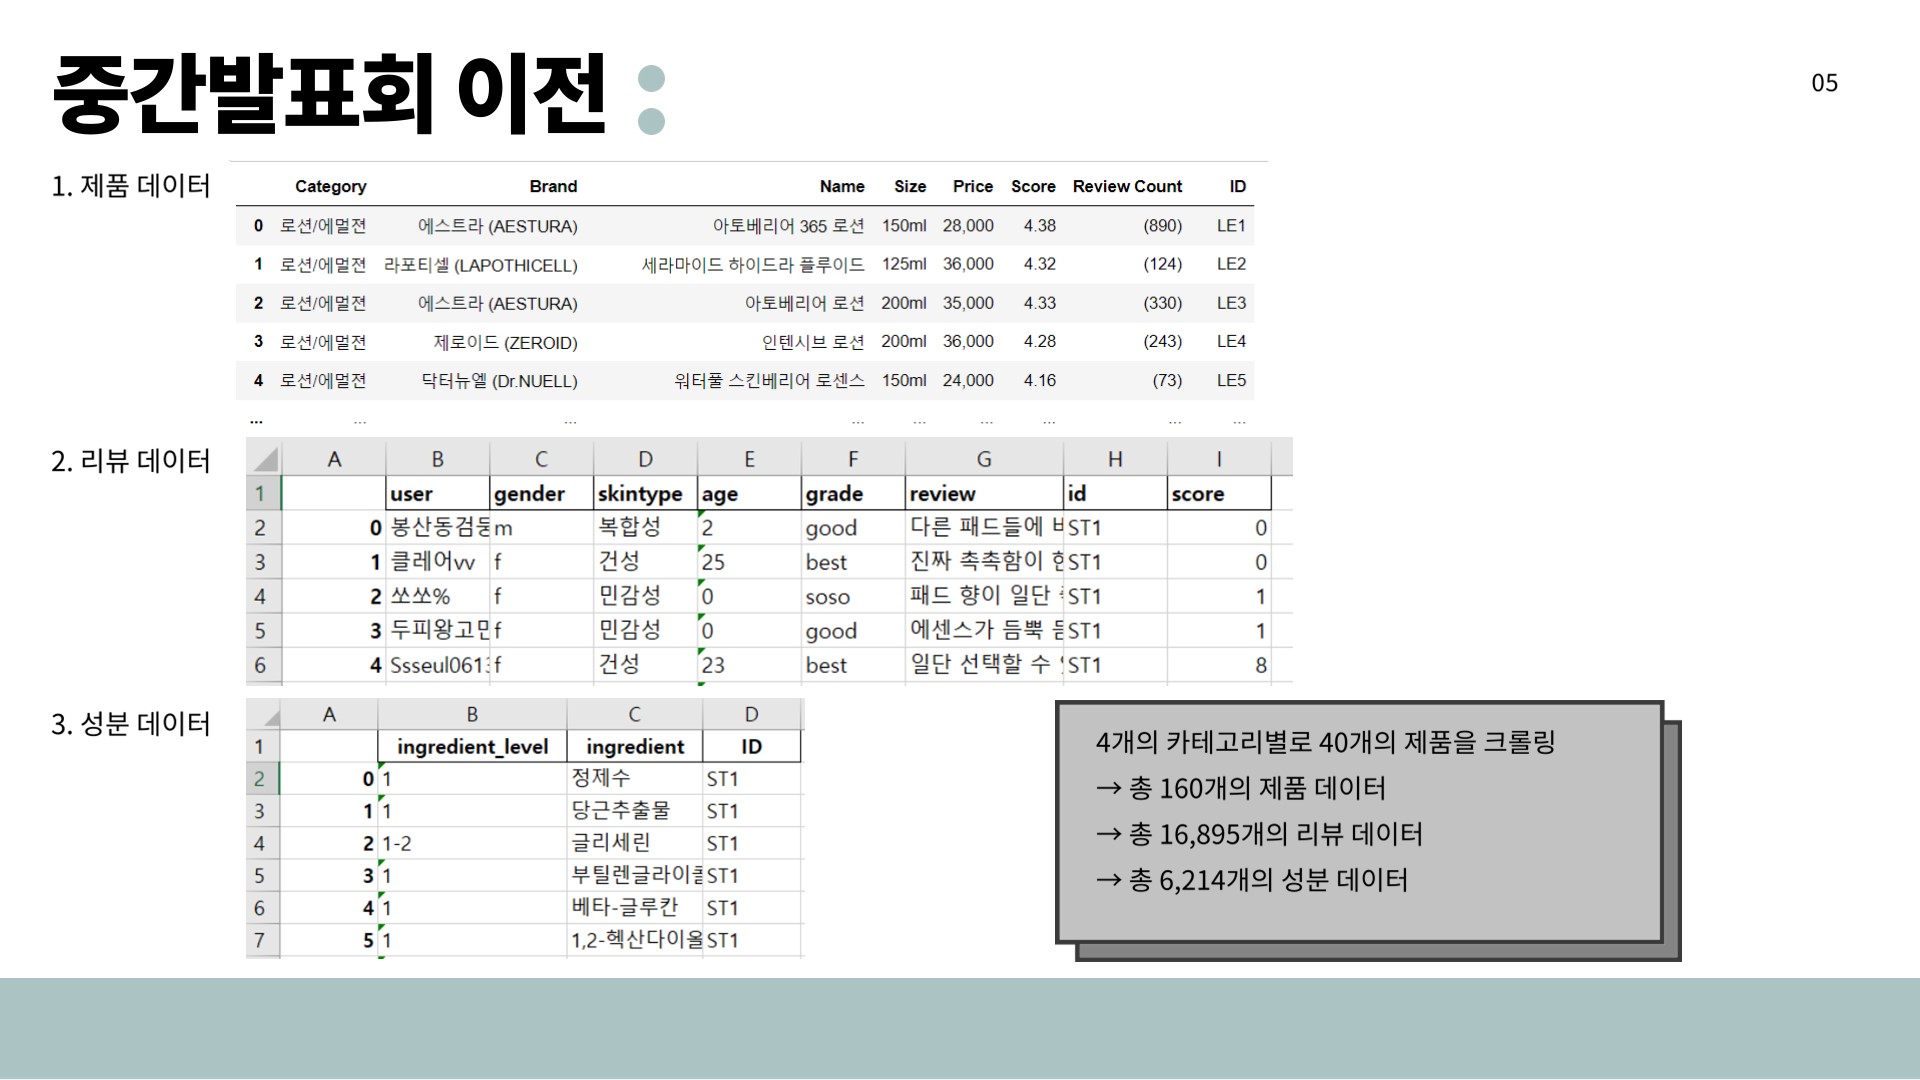 중간발표회 이전 :
05
1. 제품 데이터
Category Brand Name Size Price Score Review Count ID
0 로션/에멀젼 에스트라 (AESTURA) 아토베리어 365 로션 150ml 28,000 4.38 (890) LE1
1 로션/에멀젼 라포티셀 (LAPOTHICELL) 세라마이드 하이드라 플루이드 125ml 36,000 4.32 (124) LE2
2 로션/에멀젼 에스트라 (AESTURA) 아토베리어 로션 200ml 35,000 4.33 (330) LE3
3 로션/에멀젼 제로이드 (ZEROID) 인텐시브 로션 200ml 36,000 4.28 (243) LE4
4 로션/에멀젼 닥터뉴엘 (Dr.NUELL) 워터풀 스킨베리어 로센스 150ml 24,000 4.16 (73) LE5
... ... ... ... ... ... ... ...
2. 리뷰 데이터
A B C D E F G H I
1 user gender skintype age grade review id score
2 0 봉산동검둥 m 복합성 2 good 다른 패드들에 ST1 0
3 1 클레어vv f 건성 25 best 진짜 촉촉함이 ST1 0
4 2 쏘쏘% f 민감성 0 soso 패드 향이 일단 ST1 1
5 3 두피왕고민 f 민감성 0 good 에센스가 듬뿍 ST1 1
6 4 Ssseul061 f 건성 23 best 일단 선택할 수 ST1 8
3. 성분 데이터
A B C D
1 ingredient_level ingredient ID
2 0 1 정제수 ST1
3 1 1 당근추출물 ST1
4 2 1-2 글리세린 ST1
5 3 1 부틸렌글라이콜 ST1
6 4 1 베타-글루칸 ST1
7 5 1 1,2-헥산다이올 ST1
4개의 카테고리별로 40개의 제품을 크롤링
→ 총 160개의 제품 데이터
→ 총 16,895개의 리뷰 데이터
→ 총 6,214개의 성분 데이터